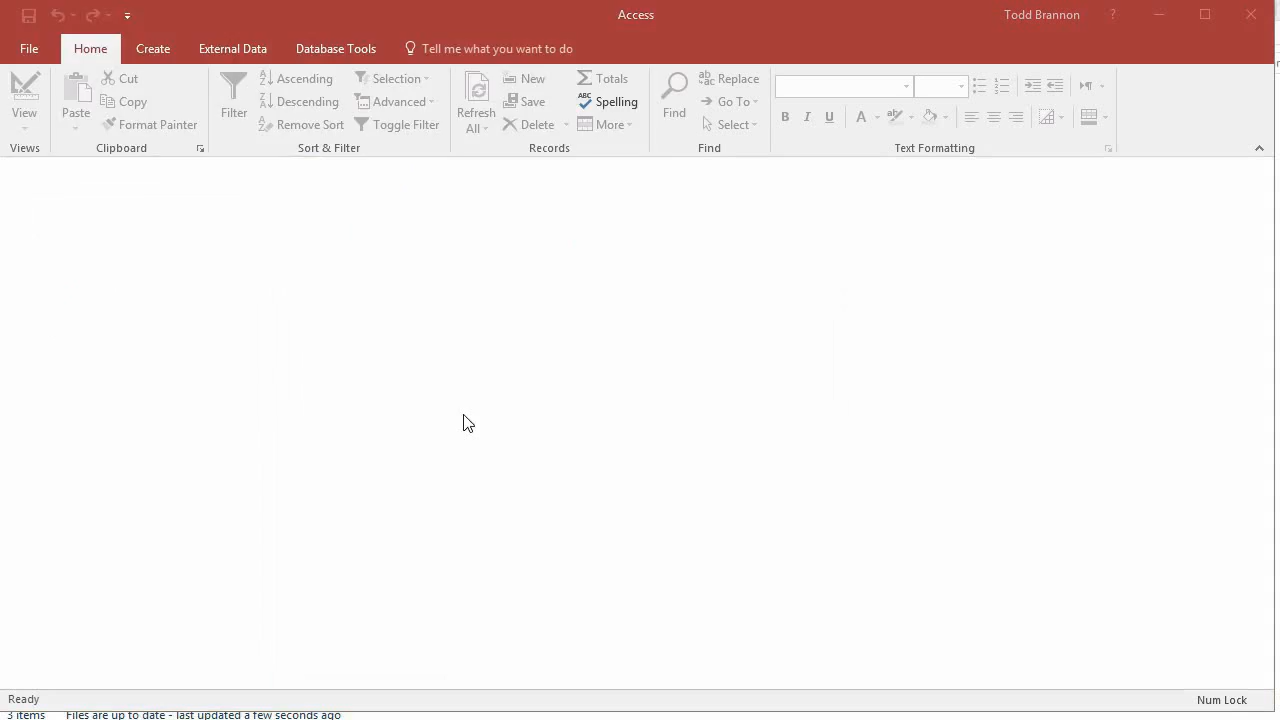 Access
Todd Brannon
?
File
Home
Create
External Data
Database Tools
Tell me what you want to do
View
Views
Paste
Cut
Copy
Format Painter
Clipboard
Filter
Ascending
Descending
Remove Sort
Selection
Advanced
Toggle Filter
Sort & Filter
Refresh
All
New
Save
Delete
Totals
ABC
Spelling
More
Records
Find
Replace
Go To
Select
Find
B I U A
Text Formatting
Ready
Num Lock
3 items Files are up to date - last updated a few seconds ago